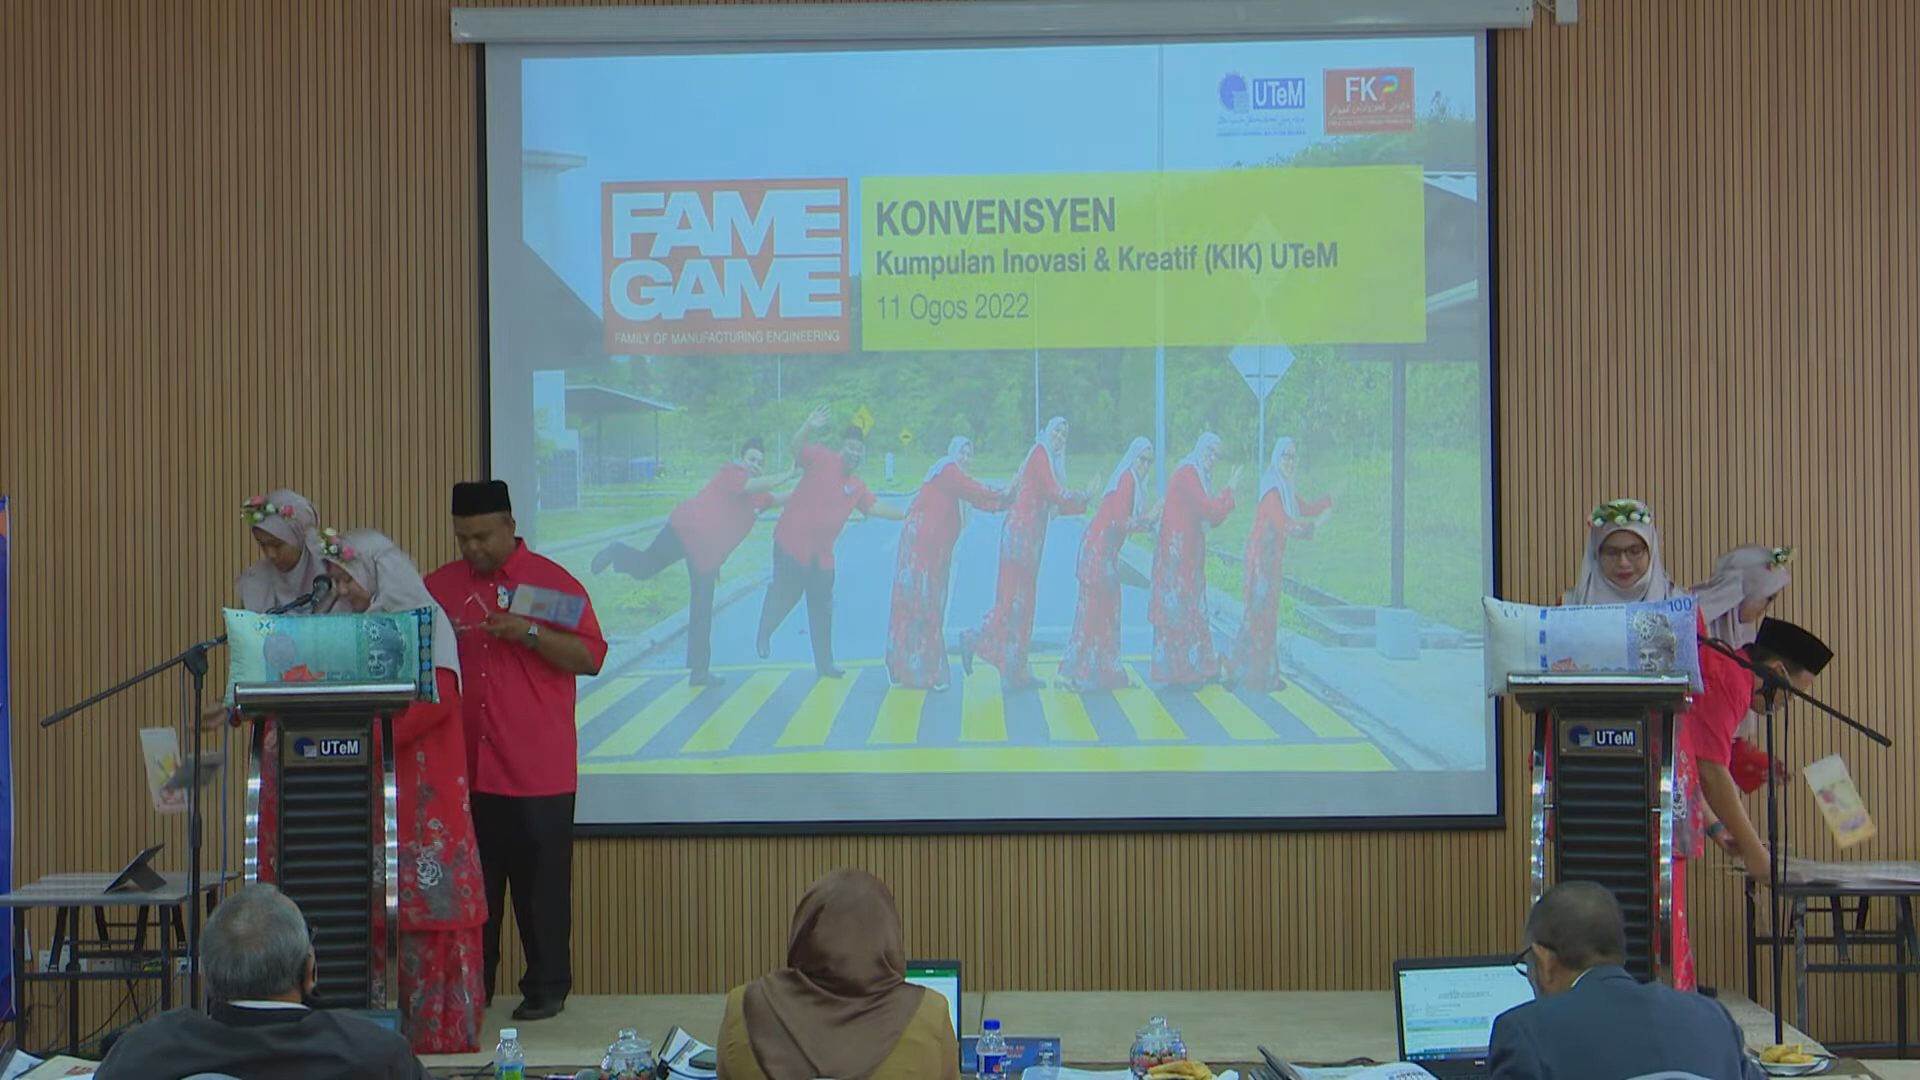 UTeM
FKP
FAME
GAME
FAMILY OF MANUFACTURING ENGINEERING
KONVENSYEN
Kumpulan Inovasi & Kreatif (KIK) UTeM
11 Ogos 2022
100
UTeM
UTeM